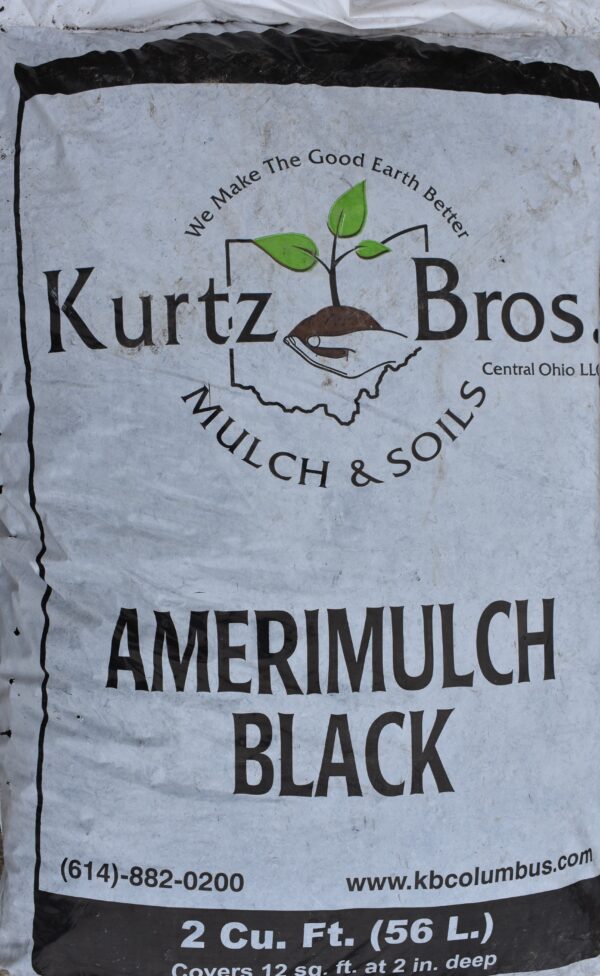 We Make The Good Earth Better
Kurtz Bros.
Central Ohio LLC
MULCH & SOILS
AMERIMULCH
BLACK
(614)-882-0200
www.kbcolumbus.com
2 Cu. Ft. (56 L.)
Covers 12 sq. ft. at 2 in. deep